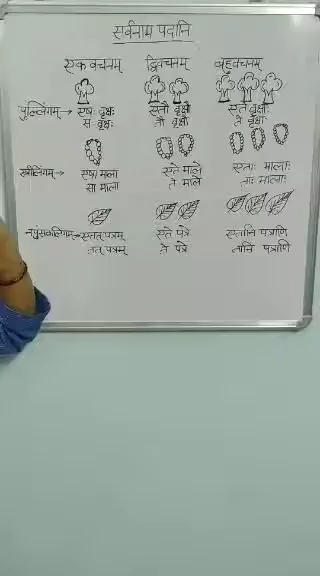 सर्वनाम पदानि
एकवचनम् द्विवचनम् बहुवचनम्
पुल्लिंगम् → एषः वृक्षः एतौ वृक्षौ एते वृक्षाः
सः वृक्षः तौ वृक्षौ ते वृक्षाः
स्त्रीलिंगम् → एषा माला एते माले एताः मालाः
सा माला ते माले ताः मालाः
नपुंसकलिंगम् → एतत् पत्रम् एते पत्रे एतानि पत्राणि
तत् पत्रम् ते पत्रे तानि पत्राणि